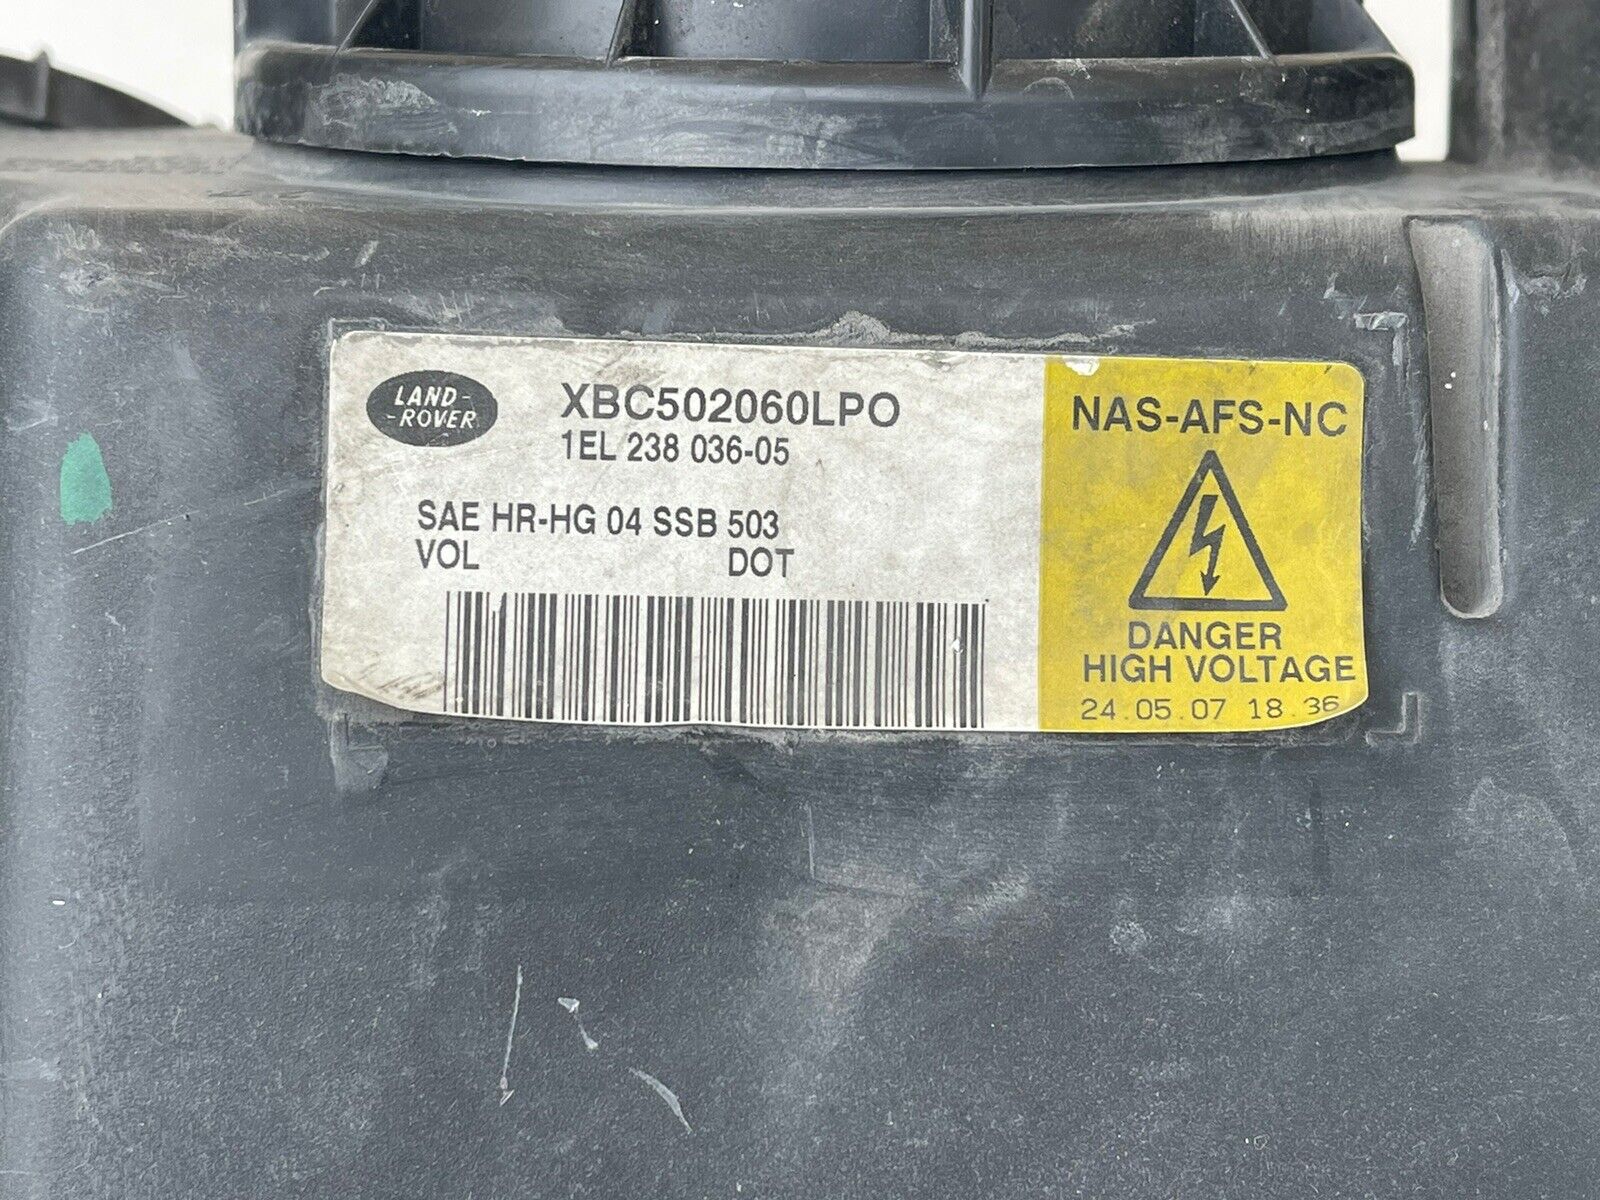 LAND-
-ROVER
XBC502060LPO
1EL 238 036-05
SAE HR-HG 04 SSB 503
VOL DOT
NAS-AFS-NC
DANGER
HIGH VOLTAGE
24.05.07 18.36